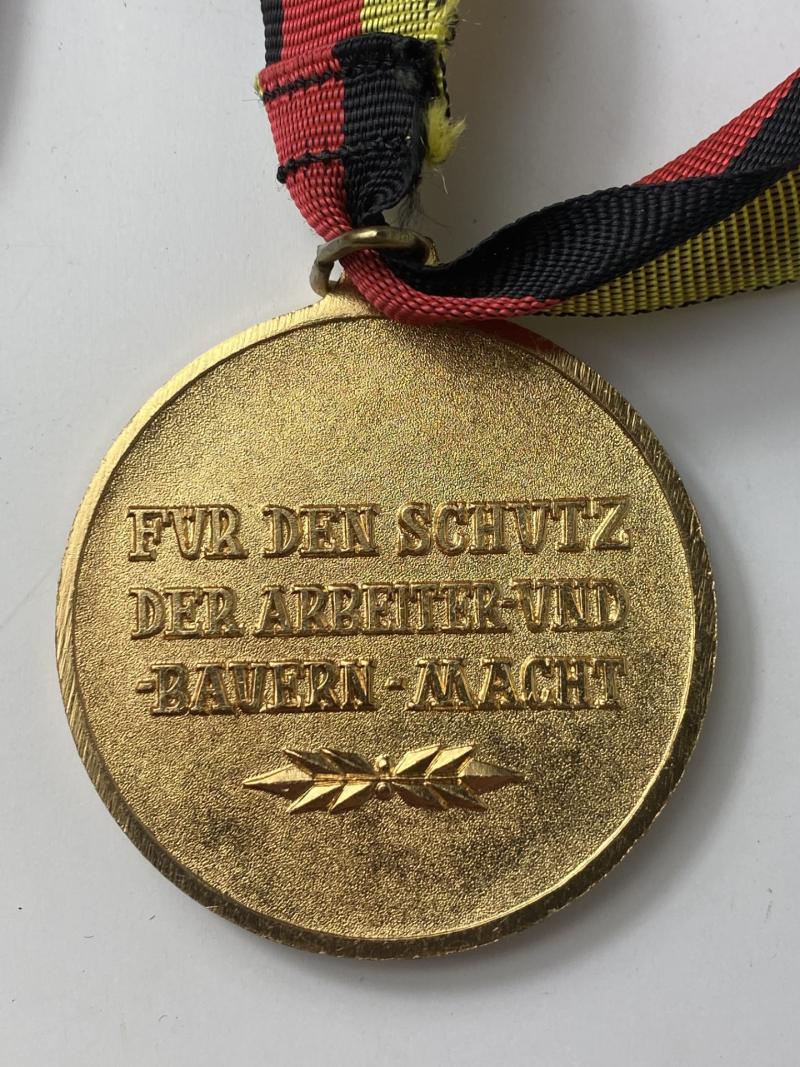 FÜR DEN SCHUTZ
DER ARBEITER-UND
-BAUERN-MACHT